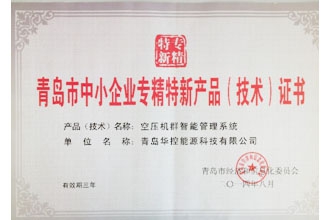 专精
特新
青岛市中小企业专精特新产品（技术）证书
产品（技术）名称：空压机群智能管理系统
单位名称：青岛华控能源科技有限公司
青岛市经济和信息化委员会
有效期三年
二〇一四年八月